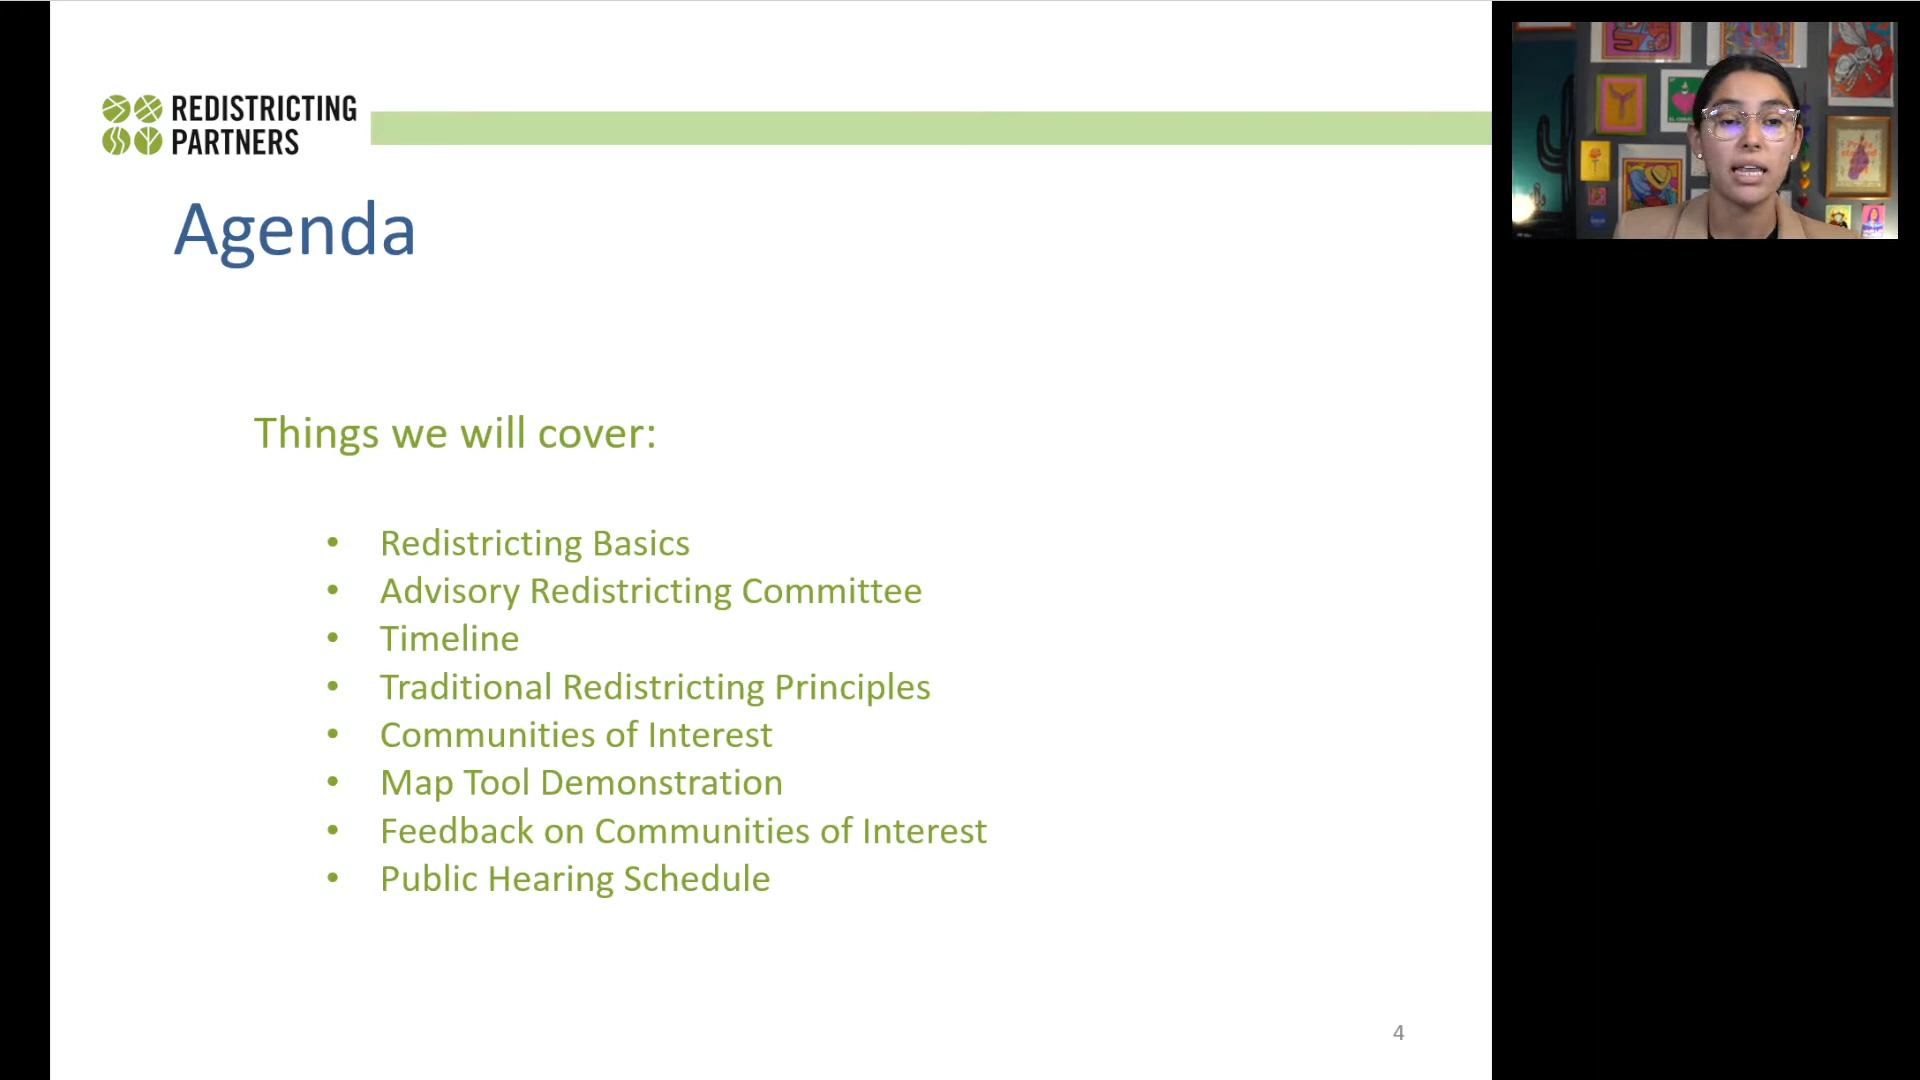 REDISTRICTING
PARTNERS
Agenda
Things we will cover:
• Redistricting Basics
• Advisory Redistricting Committee
• Timeline
• Traditional Redistricting Principles
• Communities of Interest
• Map Tool Demonstration
• Feedback on Communities of Interest
• Public Hearing Schedule
4